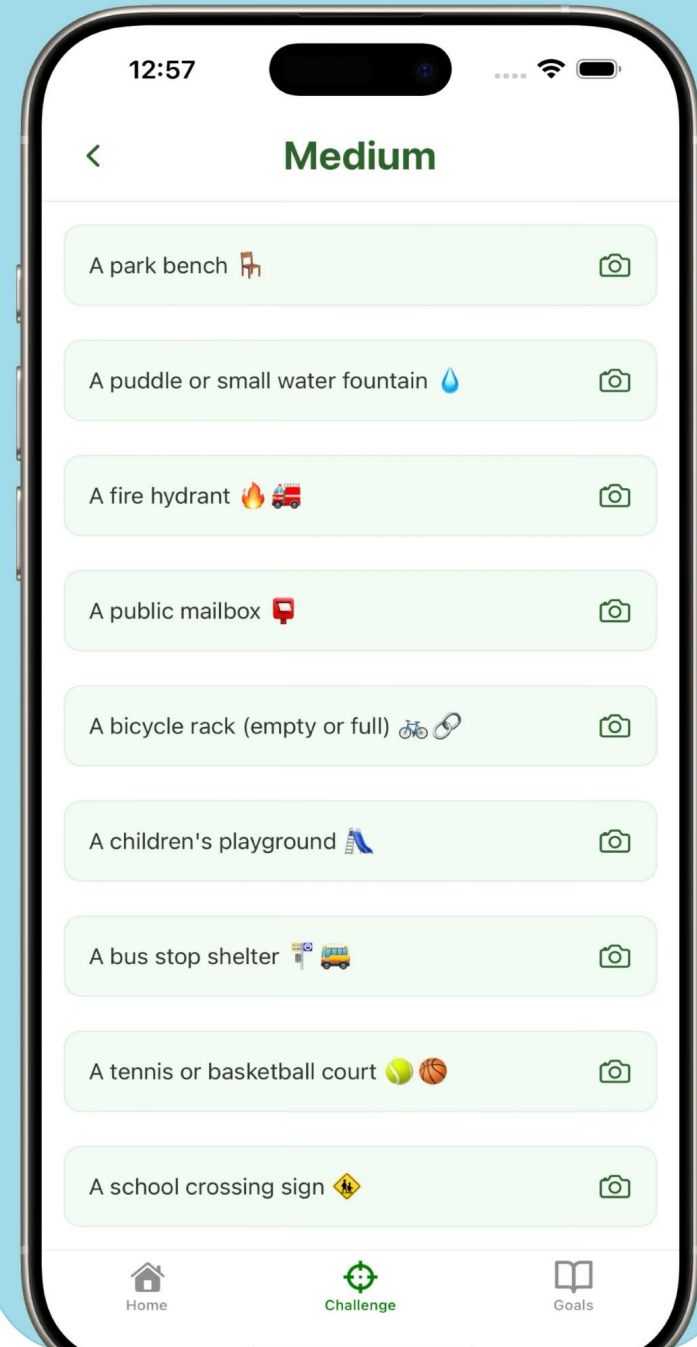 12:57
Medium
A park bench 🪑
A puddle or small water fountain 💧
A fire hydrant 🔥🚒
A public mailbox 📮
A bicycle rack (empty or full) 🚲🔗
A children's playground 🛝
A bus stop shelter 🚏🚌
A tennis or basketball court 🎾🏀
A school crossing sign 🚸
Home
Challenge
Goals